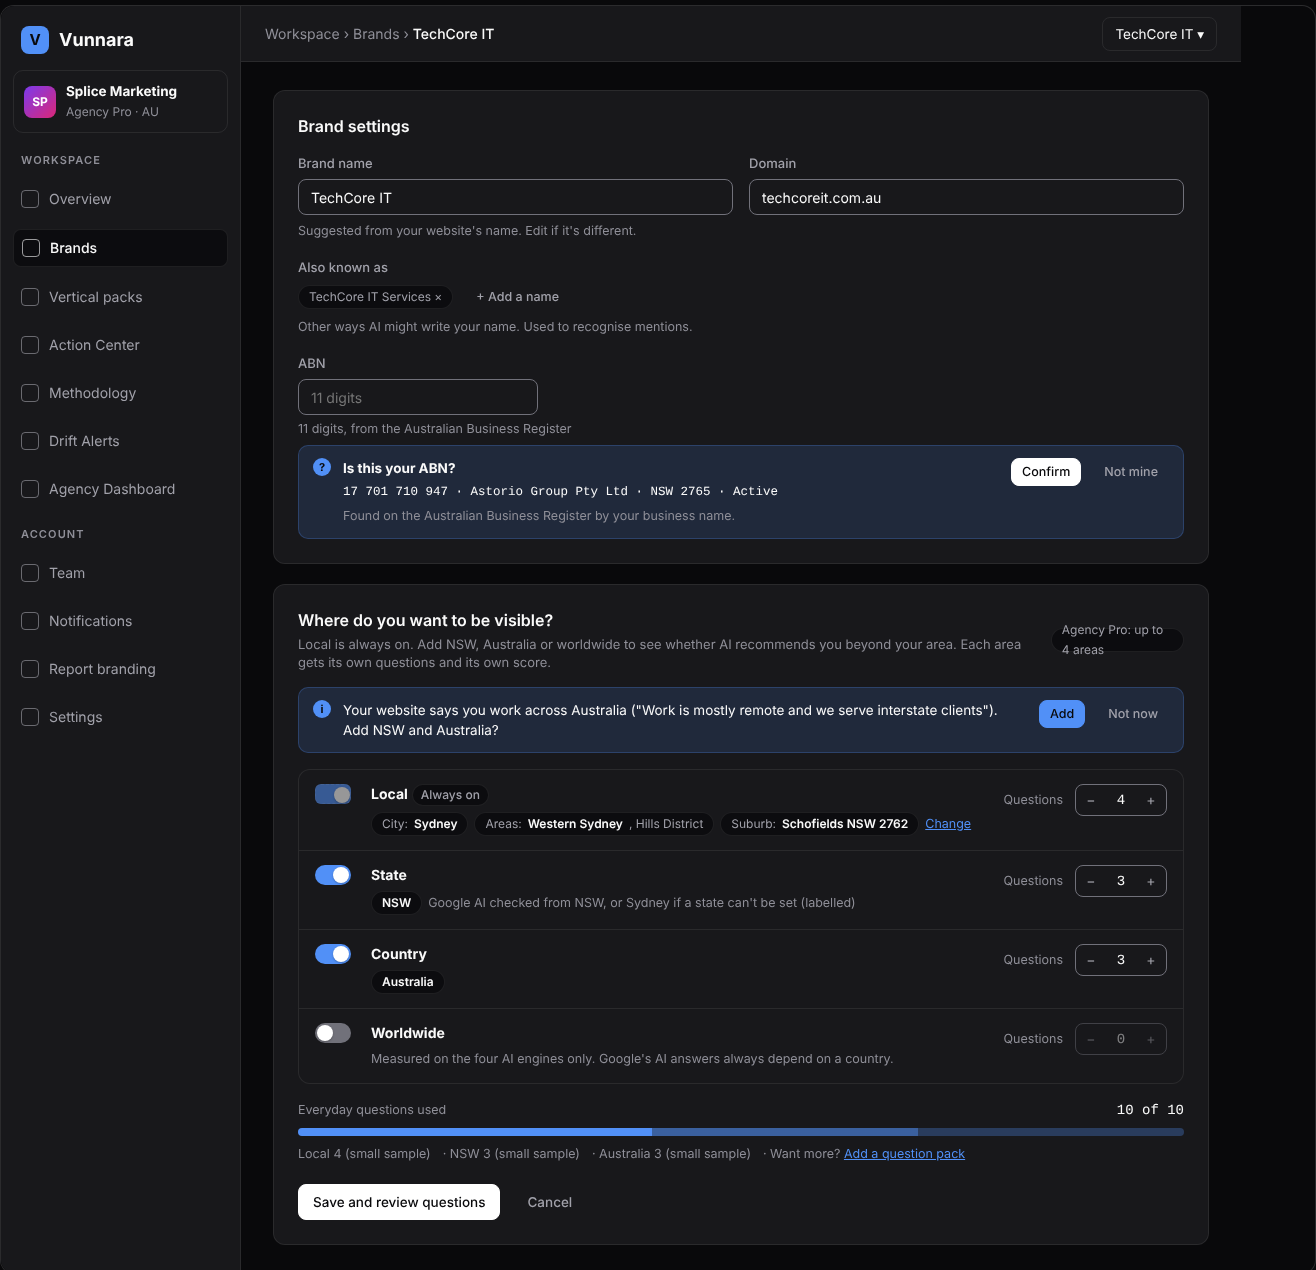 V Vunnara
SP Splice Marketing
Agency Pro · AU
WORKSPACE
Overview
Brands
Vertical packs
Action Center
Methodology
Drift Alerts
Agency Dashboard
ACCOUNT
Team
Notifications
Report branding
Settings
Workspace › Brands › TechCore IT
TechCore IT ▾
Brand settings
Brand name
TechCore IT
Suggested from your website's name. Edit if it's different.
Domain
techcoreit.com.au
Also known as
TechCore IT Services ×
+ Add a name
Other ways AI might write your name. Used to recognise mentions.
ABN
11 digits
11 digits, from the Australian Business Register
? Is this your ABN?
17 701 710 947 · Astorio Group Pty Ltd · NSW 2765 · Active
Found on the Australian Business Register by your business name.
Confirm
Not mine
Where do you want to be visible?
Local is always on. Add NSW, Australia or worldwide to see whether AI recommends you beyond your area. Each area
gets its own questions and its own score.
Agency Pro: up to
4 areas
i Your website says you work across Australia ("Work is mostly remote and we serve interstate clients").
Add NSW and Australia?
Add
Not now
Local Always on
City: Sydney Areas: Western Sydney , Hills District Suburb: Schofields NSW 2762 Change
Questions − 4 +
State
NSW Google AI checked from NSW, or Sydney if a state can't be set (labelled)
Questions − 3 +
Country
Australia
Questions − 3 +
Worldwide
Measured on the four AI engines only. Google's AI answers always depend on a country.
Questions − 0 +
Everyday questions used
10 of 10
Local 4 (small sample) · NSW 3 (small sample) · Australia 3 (small sample) · Want more? Add a question pack
Save and review questions
Cancel